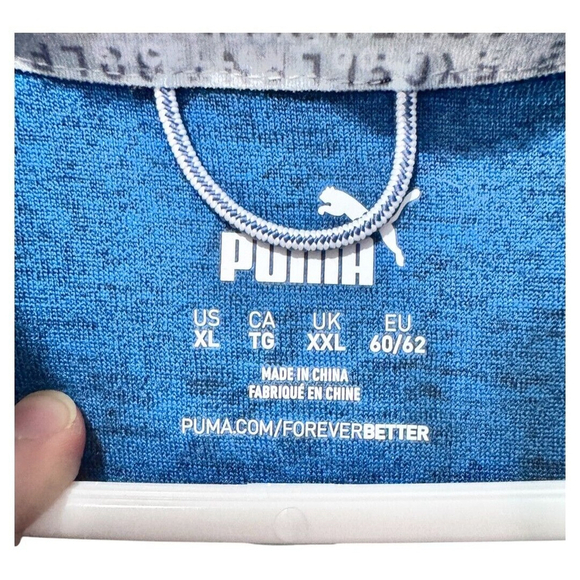 PUMA
US CA UK EU
XL TG XXL 60/62
MADE IN CHINA
FABRIQUÉ EN CHINE
PUMA.COM/FOREVERBETTER